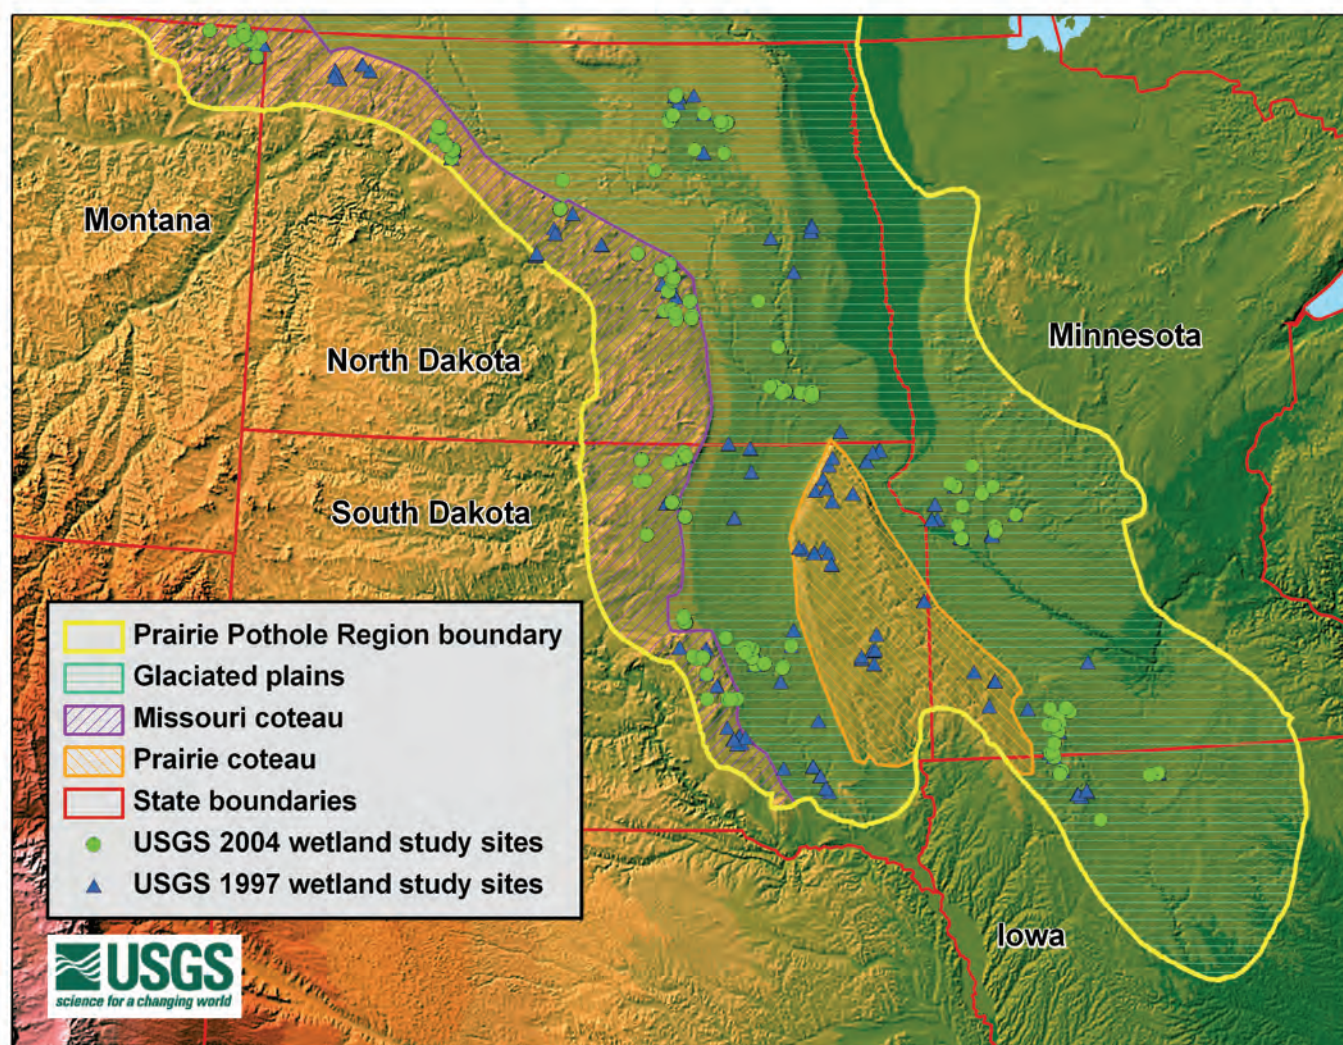 Montana
North Dakota
Minnesota
South Dakota
Prairie Pothole Region boundary
Glaciated plains
Missouri coteau
Prairie coteau
State boundaries
USGS 2004 wetland study sites
USGS 1997 wetland study sites
Iowa
USGS
science for a changing world